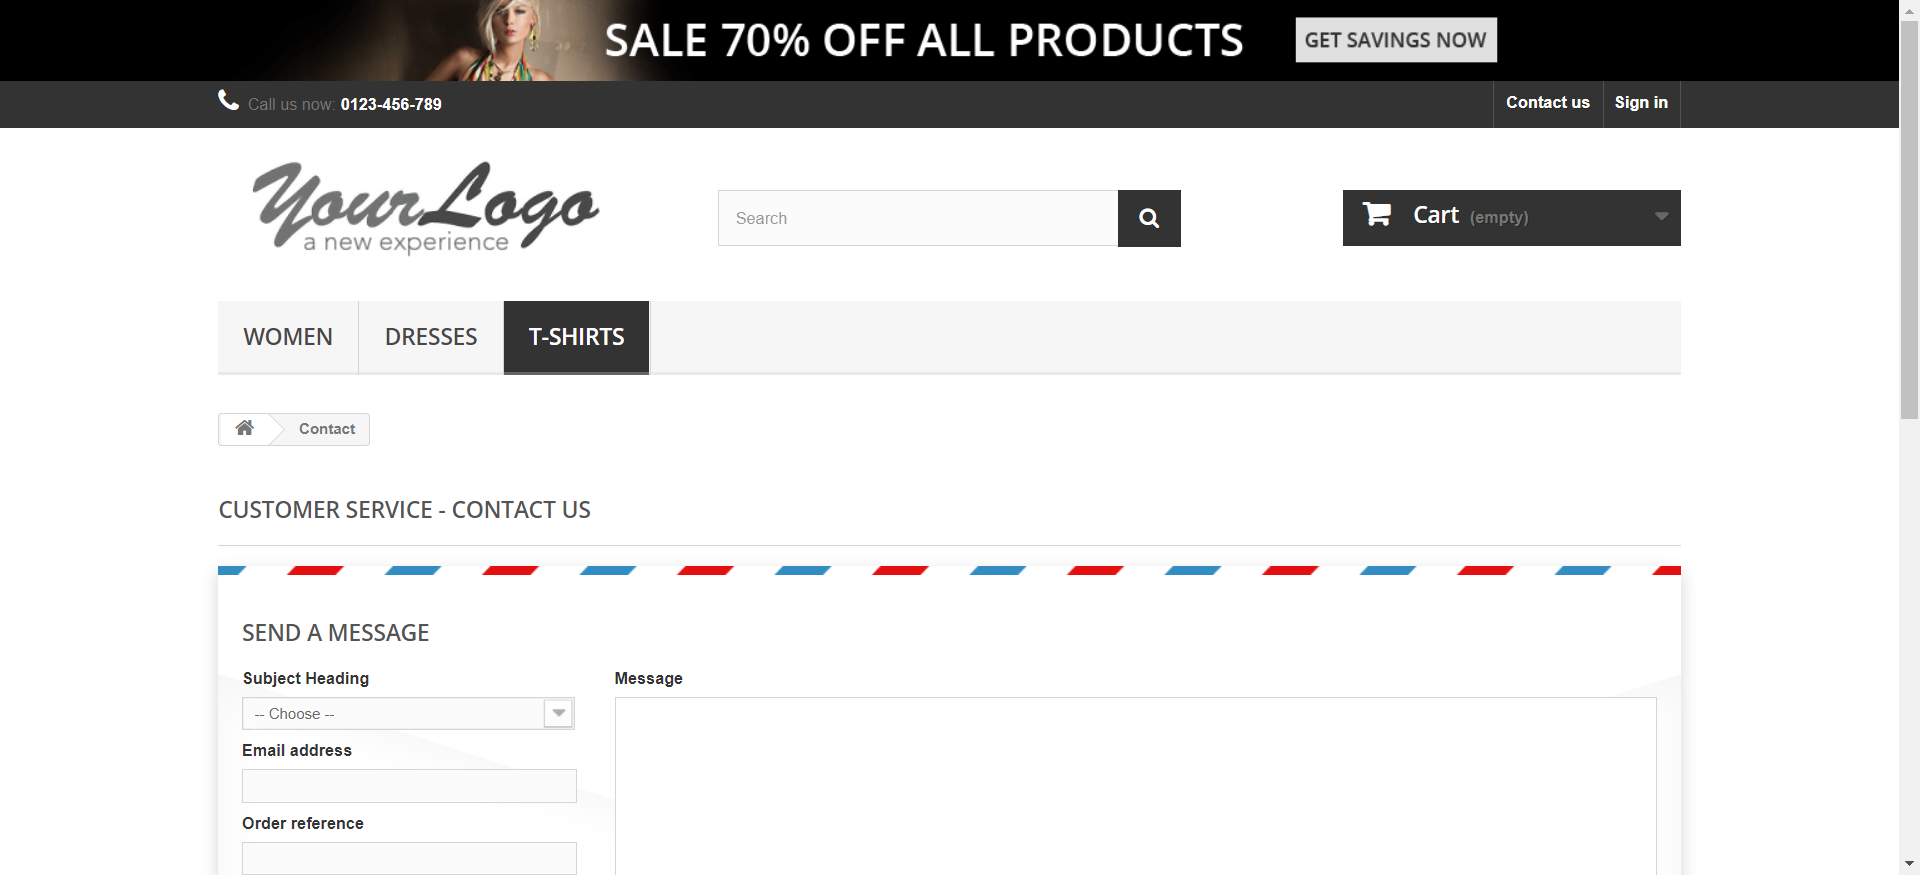 SALE 70% OFF ALL PRODUCTS GET SAVINGS NOW
Call us now: 0123-456-789 Contact us Sign in
YourLogo
a new experience
Search
Cart (empty)
WOMEN DRESSES T-SHIRTS
Contact
CUSTOMER SERVICE - CONTACT US
SEND A MESSAGE
Subject Heading
-- Choose --
Email address
Order reference
Message